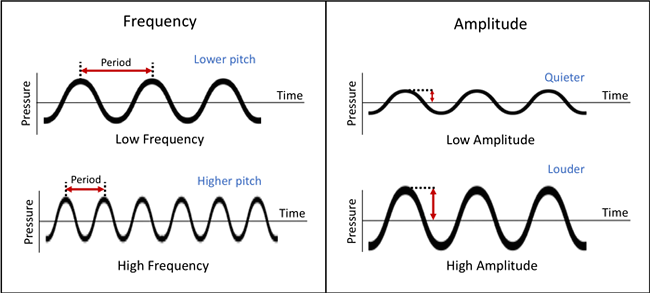 Frequency
Period
Lower pitch
Pressure
Time
Low Frequency
Period
Higher pitch
Pressure
Time
High Frequency
Amplitude
Quieter
Pressure
Time
Low Amplitude
Louder
Pressure
Time
High Amplitude